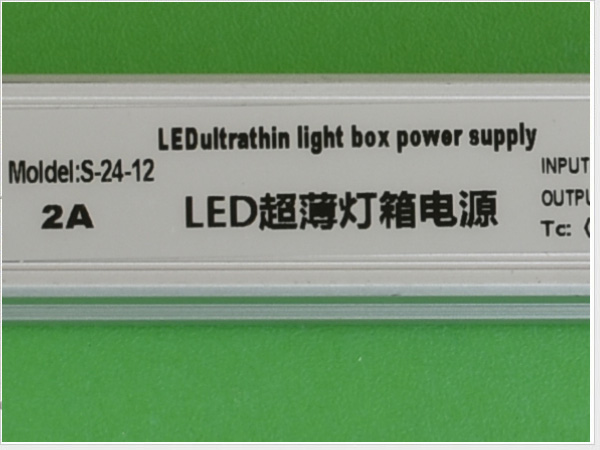 LEDultrathin light box power supply
Moldel:S-24-12
2A
LED超薄灯箱电源
INPUT
OUTPU
Tc: